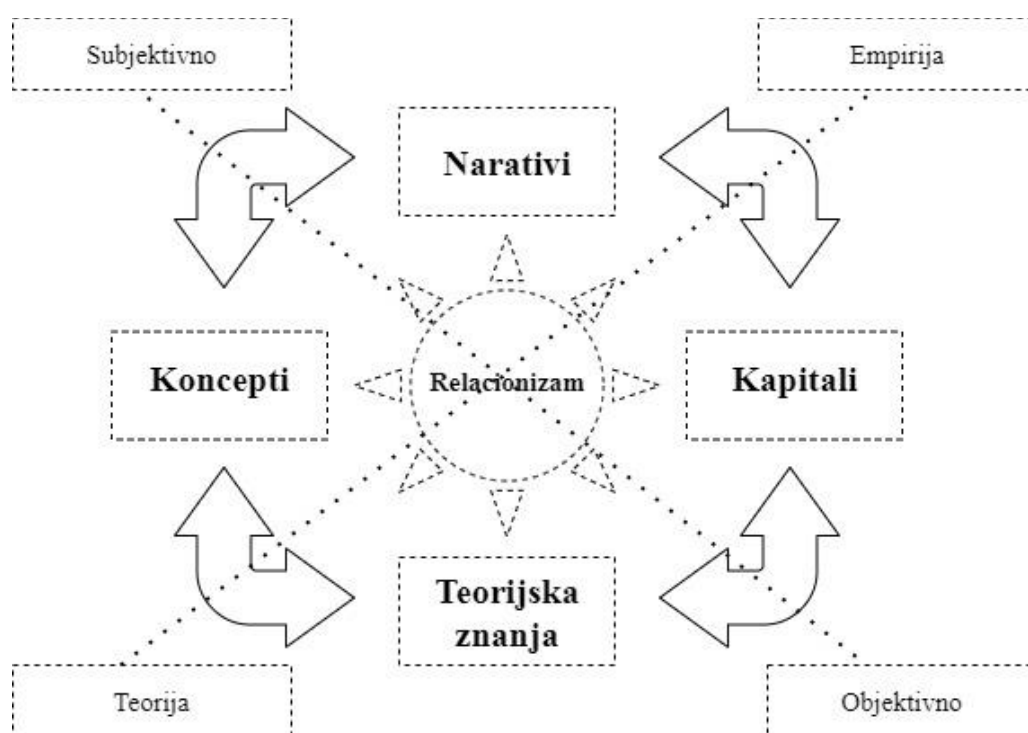 Subjektivno
Empirija
Narativi
Koncepti
Relacionizam
Kapitali
Teorijska
znanja
Teorija
Objektivno